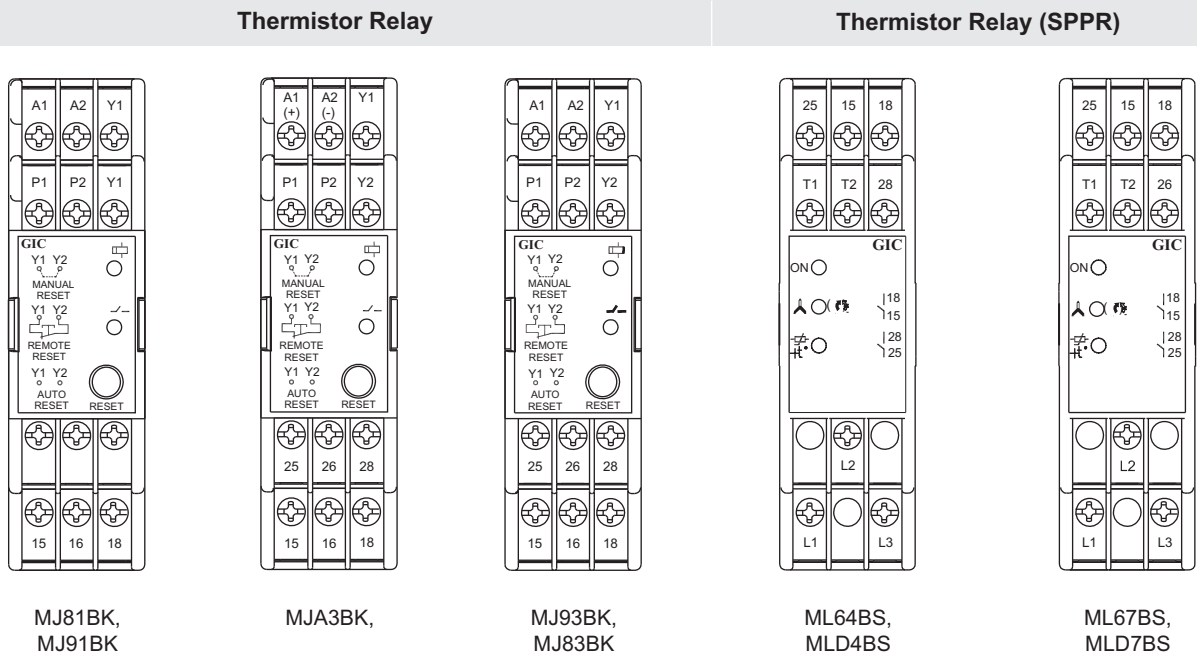 Thermistor Relay
Thermistor Relay (SPPR)
A1 A2 Y1
P1 P2 Y1
GIC
Y1 Y2
MANUAL
RESET
Y1 Y2
REMOTE
RESET
Y1 Y2
AUTO
RESET
RESET
15 16 18
MJ81BK,
MJ91BK
A1 A2 Y1
(+) (-)
P1 P2 Y2
GIC
Y1 Y2
MANUAL
RESET
Y1 Y2
REMOTE
RESET
Y1 Y2
AUTO
RESET
RESET
25 26 28
15 16 18
MJA3BK,
A1 A2 Y1
P1 P2 Y2
GIC
Y1 Y2
MANUAL
RESET
Y1 Y2
REMOTE
RESET
Y1 Y2
AUTO
RESET
RESET
25 26 28
15 16 18
MJ93BK,
MJ83BK
25 15 18
T1 T2 28
GIC
ON
18
15
28
25
L2
L1 L3
ML64BS,
MLD4BS
25 15 18
T1 T2 26
GIC
ON
18
15
28
25
L2
L1 L3
ML67BS,
MLD7BS